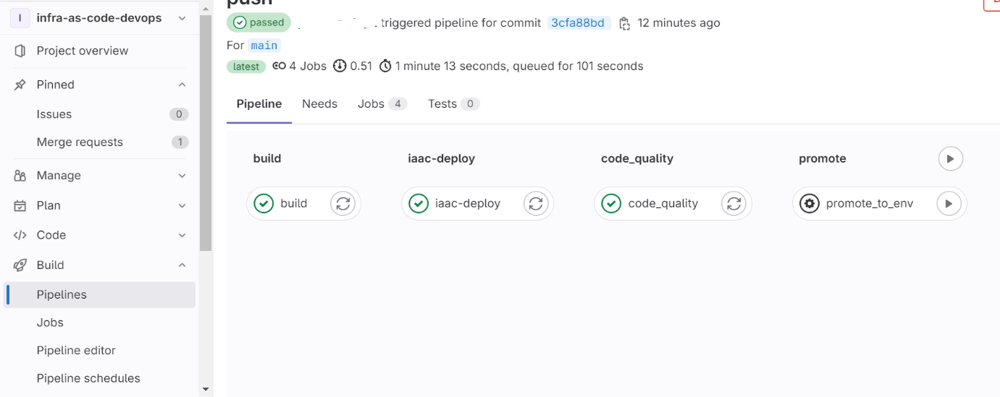 I infra-as-code-devops
Project overview
Pinned
Issues 0
Merge requests 1
Manage
Plan
Code
Build
Pipelines
Jobs
Pipeline editor
Pipeline schedules
push
passed triggered pipeline for commit 3cfa88bd 12 minutes ago
For main
latest 4 Jobs 0.51 1 minute 13 seconds, queued for 101 seconds
Pipeline Needs Jobs 4 Tests 0
build iaac-deploy code_quality promote
build iaac-deploy code_quality promote_to_env